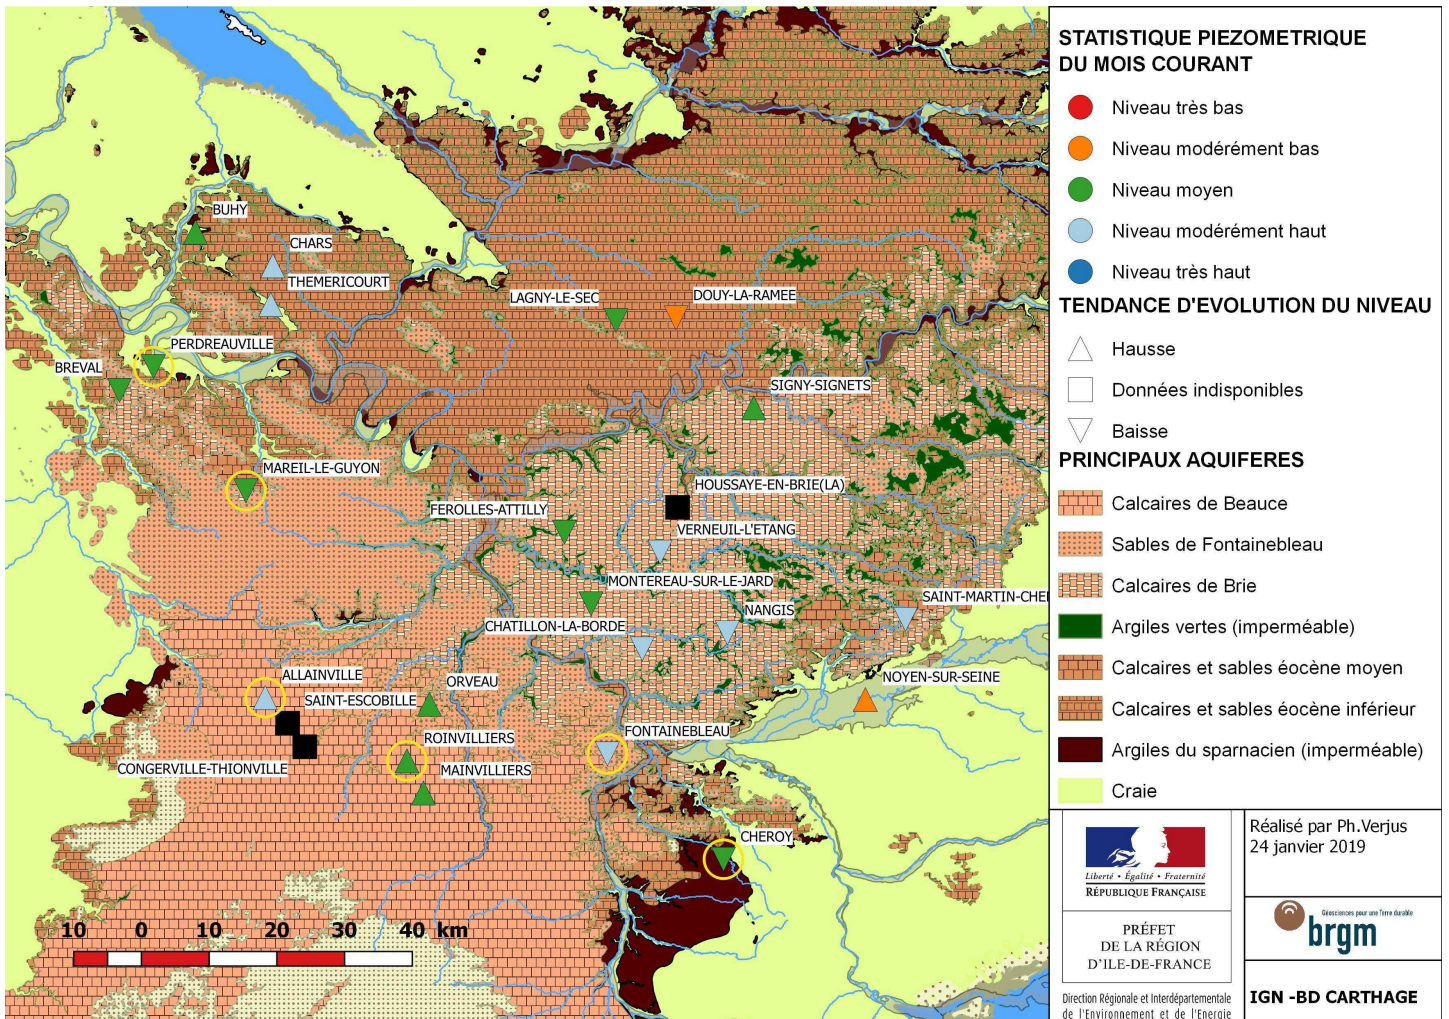 STATISTIQUE PIEZOMETRIQUE
DU MOIS COURANT
Niveau très bas
Niveau modérément bas
Niveau moyen
Niveau modérément haut
Niveau très haut
TENDANCE D'EVOLUTION DU NIVEAU
Hausse
Données indisponibles
Baisse
PRINCIPAUX AQUIFERES
Calcaires de Beauce
Sables de Fontainebleau
Calcaires de Brie
Argiles vertes (imperméable)
Calcaires et sables éocène moyen
Calcaires et sables éocène inférieur
Argiles du sparnacien (imperméable)
Craie
BUHY
CHARS
THEMERICOURT
LAGNY-LE-SEC
DOUY-LA-RAMEE
PERDREAUVILLE
BREVAL
SIGNY-SIGNETS
MAREIL-LE-GUYON
HOUSSAYE-EN-BRIE(LA)
FEROLLES-ATTILLY
VERNEUIL-L'ETANG
MONTEREAU-SUR-LE-JARD
SAINT-MARTIN-CHE
NANGIS
CHATILLON-LA-BORDE
ALLAINVILLE
ORVEAU
NOYEN-SUR-SEINE
SAINT-ESCOBILLE
ROINVILLIERS
FONTAINEBLEAU
CONGERVILLE-THIONVILLE
MAINVILLIERS
CHEROY
10 0 10 20 30 40 km
Liberté • Égalité • Fraternité
RÉPUBLIQUE FRANÇAISE
PRÉFET
DE LA RÉGION
D'ILE-DE-FRANCE
Direction Régionale et Interdépartementale
de l'Environnement et de l'Energie
Réalisé par Ph.Verjus
24 janvier 2019
Géosciences pour une Terre durable
brgm
IGN -BD CARTHAGE